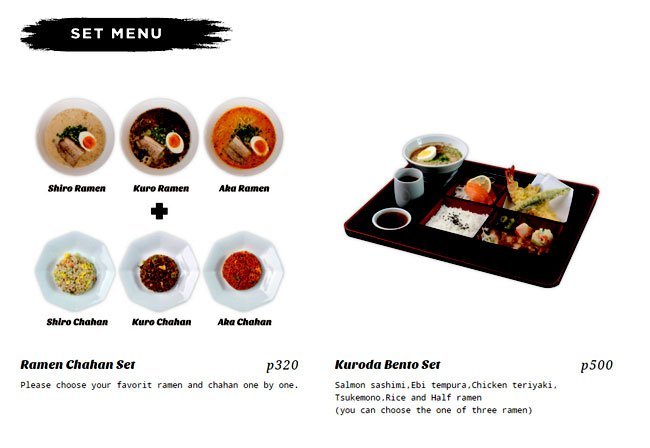 SET MENU
Shiro Ramen Kuro Ramen Aka Ramen
Shiro Chahan Kuro Chahan Aka Chahan
Ramen Chahan Set p320
Please choose your favorit ramen and chahan one by one.
Kuroda Bento Set p500
Salmon sashimi,Ebi tempura,Chicken teriyaki,
Tsukemono,Rice and Half ramen
(you can choose the one of three ramen)